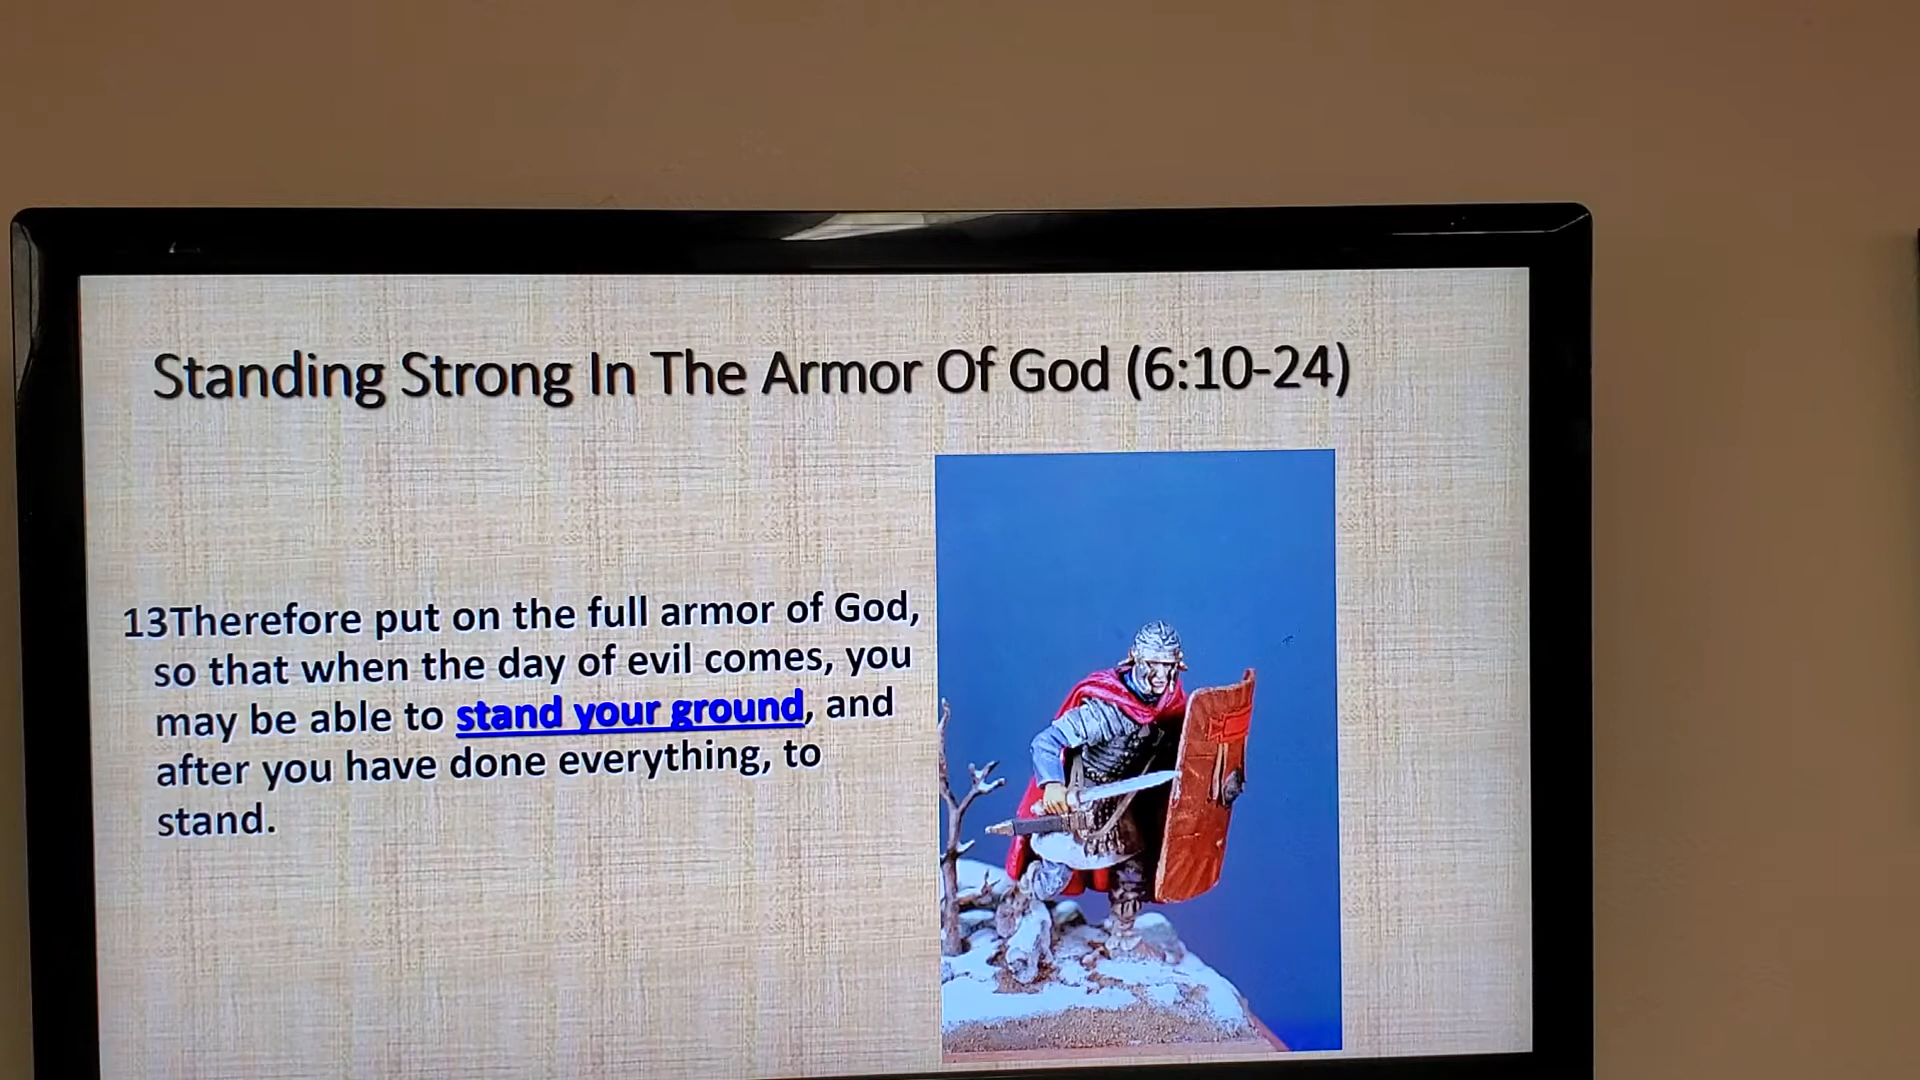 Standing Strong In The Armor Of God (6:10-24)
13Therefore put on the full armor of God,
so that when the day of evil comes, you
may be able to stand your ground, and
after you have done everything, to
stand.